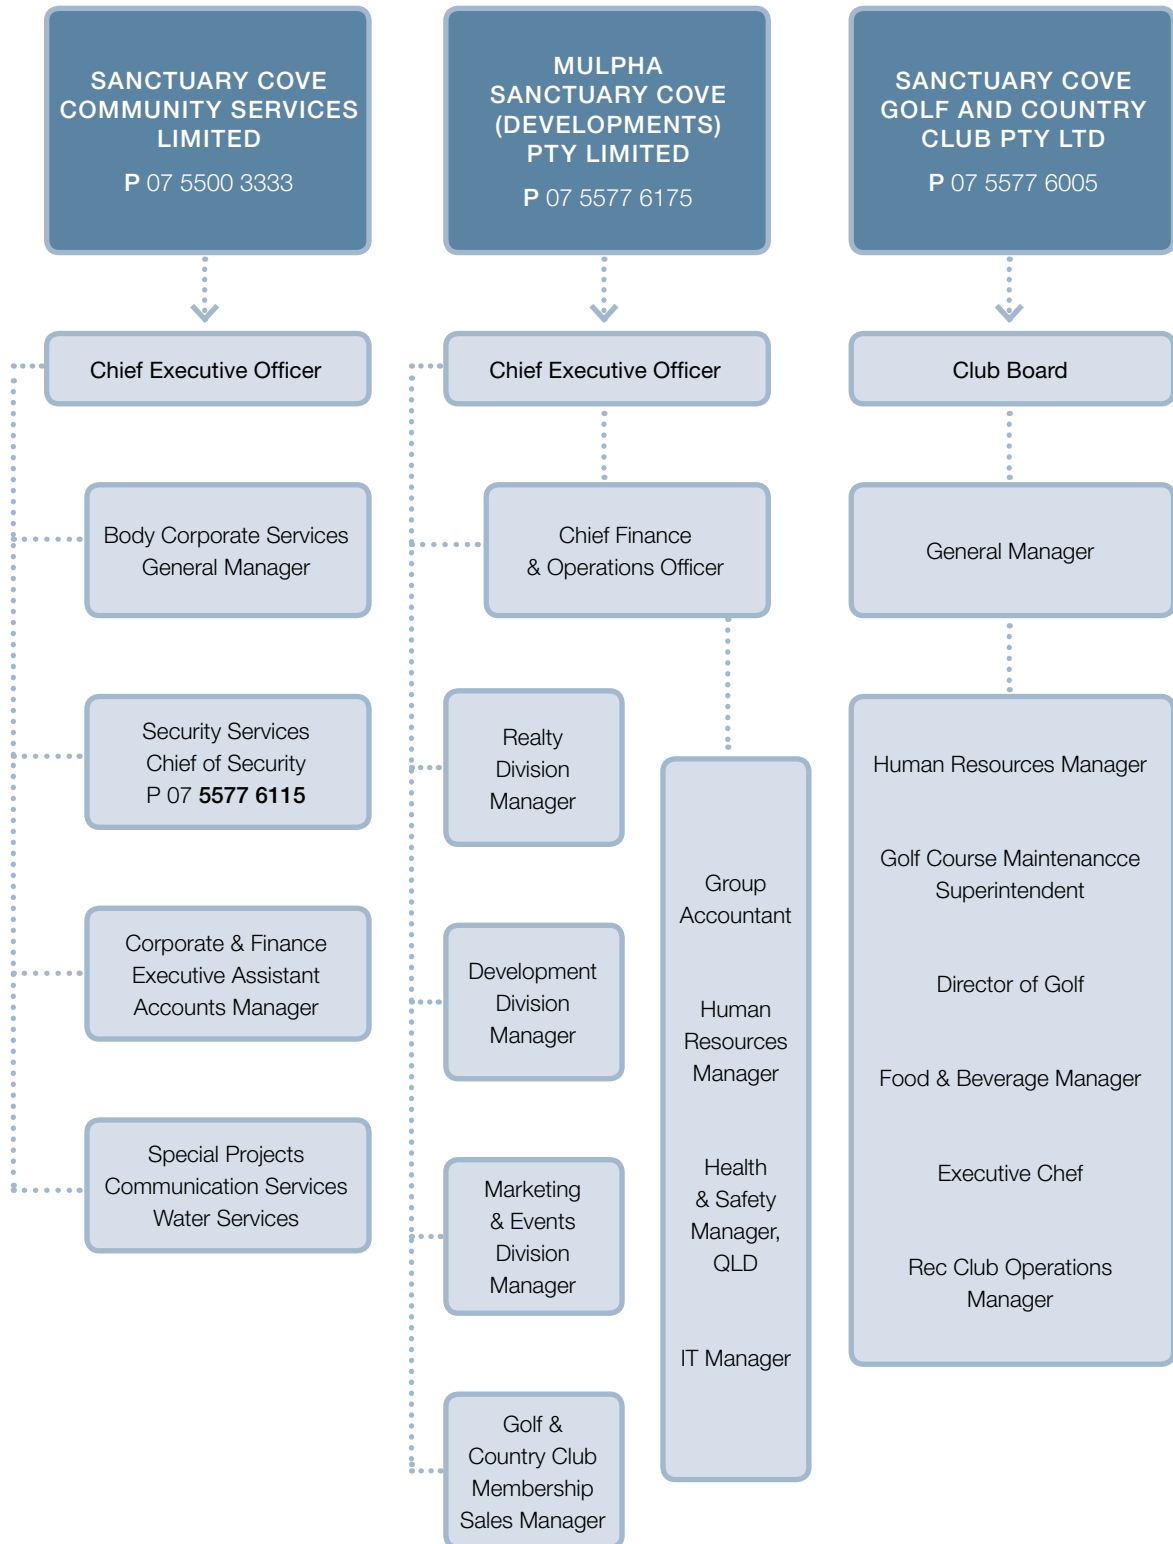 SANCTUARY COVE
COMMUNITY SERVICES
LIMITED
P 07 5500 3333
Chief Executive Officer
Body Corporate Services
General Manager
Security Services
Chief of Security
P 07 5577 6115
Corporate & Finance
Executive Assistant
Accounts Manager
Special Projects
Communication Services
Water Services
MULPHA
SANCTUARY COVE
(DEVELOPMENTS)
PTY LIMITED
P 07 5577 6175
Chief Executive Officer
Chief Finance
& Operations Officer
Realty
Division
Manager
Development
Division
Manager
Marketing
& Events
Division
Manager
Golf &
Country Club
Membership
Sales Manager
Group
Accountant
Human
Resources
Manager
Health
& Safety
Manager,
QLD
IT Manager
SANCTUARY COVE
GOLF AND COUNTRY
CLUB PTY LTD
P 07 5577 6005
Club Board
General Manager
Human Resources Manager
Golf Course Maintenancce
Superintendent
Director of Golf
Food & Beverage Manager
Executive Chef
Rec Club Operations
Manager